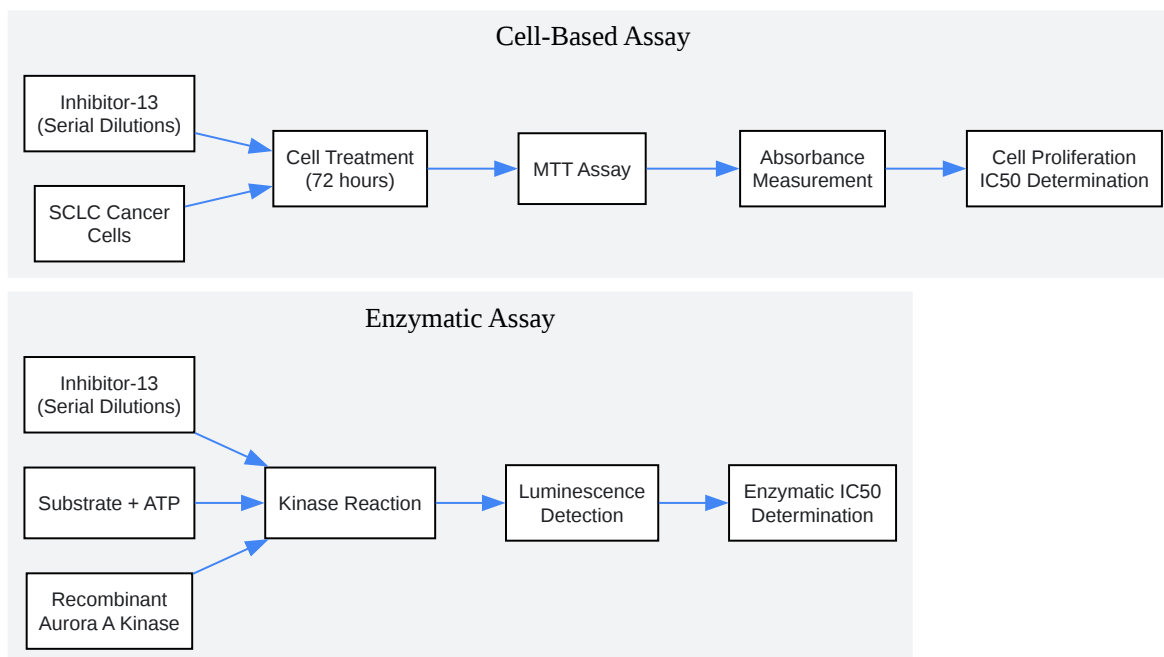 Cell-Based Assay
Inhibitor-13
(Serial Dilutions)
SCLC Cancer
Cells
Cell Treatment
(72 hours)
MTT Assay
Absorbance
Measurement
Cell Proliferation
IC50 Determination
Enzymatic Assay
Inhibitor-13
(Serial Dilutions)
Substrate + ATP
Recombinant
Aurora A Kinase
Kinase Reaction
Luminescence
Detection
Enzymatic IC50
Determination